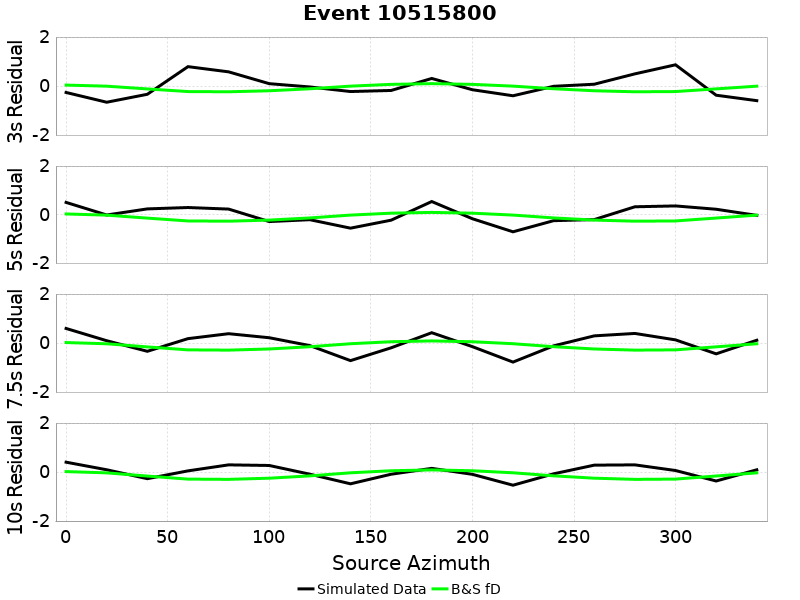 Event 10515800
3s Residual
2
0
-2
5s Residual
2
0
-2
7.5s Residual
2
0
-2
10s Residual
2
0
-2
0 50 100 150 200 250 300
Source Azimuth
Simulated Data B&S fD